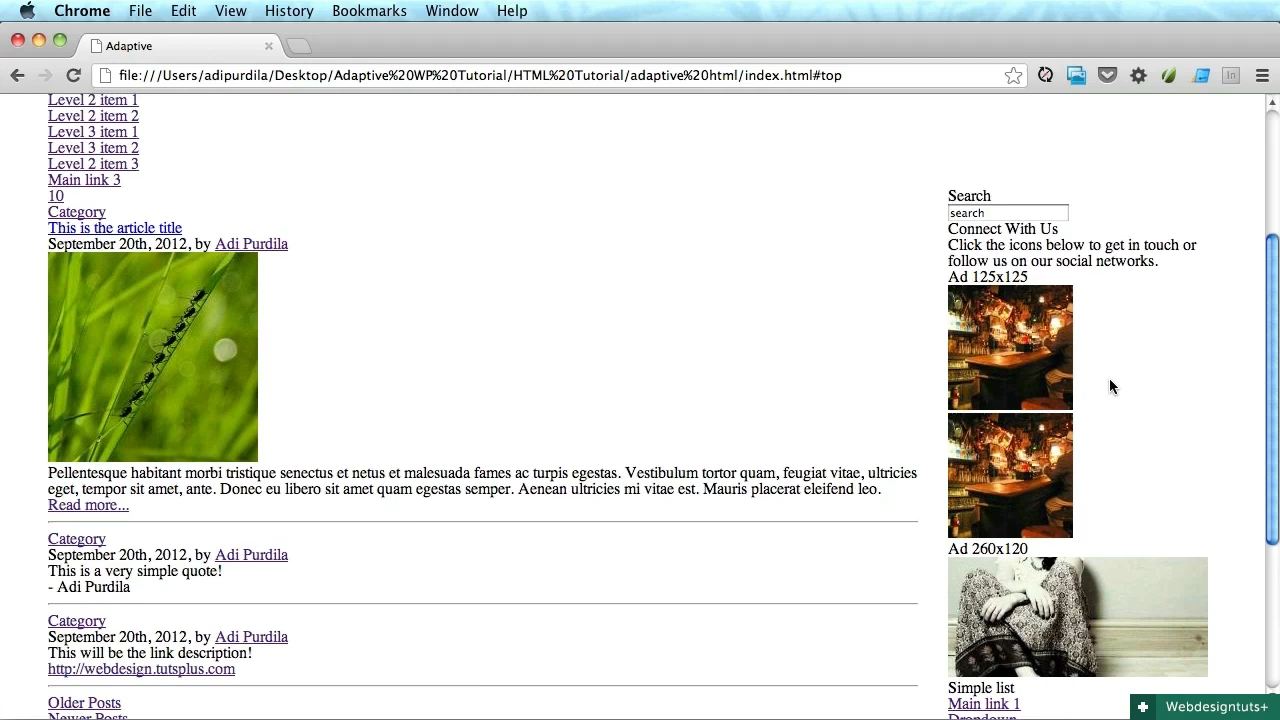 Chrome File Edit View History Bookmarks Window Help
Adaptive
file:///Users/adipurdila/Desktop/Adaptive%20WP%20Tutorial/HTML%20Tutorial/adaptive%20html/index.html#top
Level 2 item 1
Level 2 item 2
Level 3 item 1
Level 3 item 2
Level 2 item 3
Main link 3
10
Category
This is the article title
September 20th, 2012, by Adi Purdila
Pellentesque habitant morbi tristique senectus et netus et malesuada fames ac turpis egestas. Vestibulum tortor quam, feugiat vitae, ultricies
eget, tempor sit amet, ante. Donec eu libero sit amet quam egestas semper. Aenean ultricies mi vitae est. Mauris placerat eleifend leo.
Read more...
Category
September 20th, 2012, by Adi Purdila
This is a very simple quote!
- Adi Purdila
Category
September 20th, 2012, by Adi Purdila
This will be the link description!
http://webdesign.tutsplus.com
Older Posts
Newer Posts
Search
search
Connect With Us
Click the icons below to get in touch or
follow us on our social networks.
Ad 125x125
Ad 260x120
Simple list
Main link 1
Dropdown
Webdesigntuts+